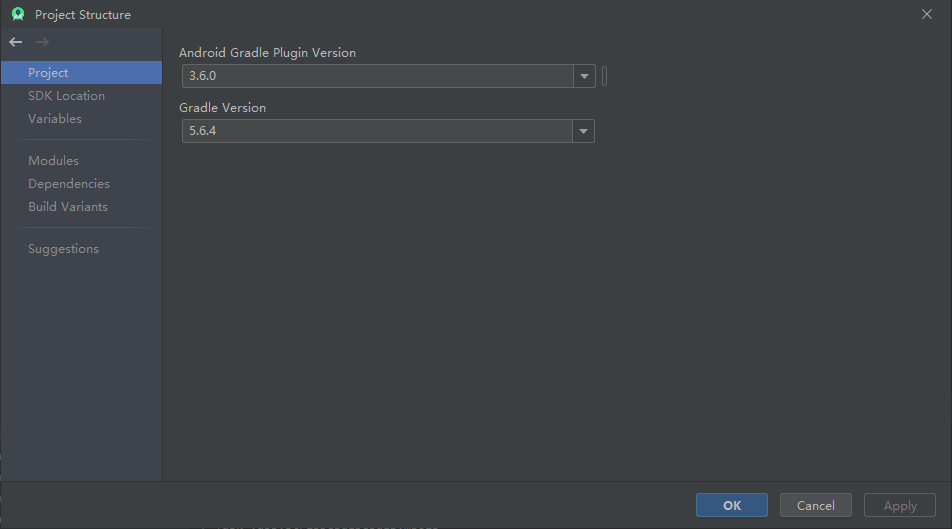 Project Structure
Project
SDK Location
Variables
Modules
Dependencies
Build Variants
Suggestions
Android Gradle Plugin Version
3.6.0
Gradle Version
5.6.4
OK
Cancel
Apply